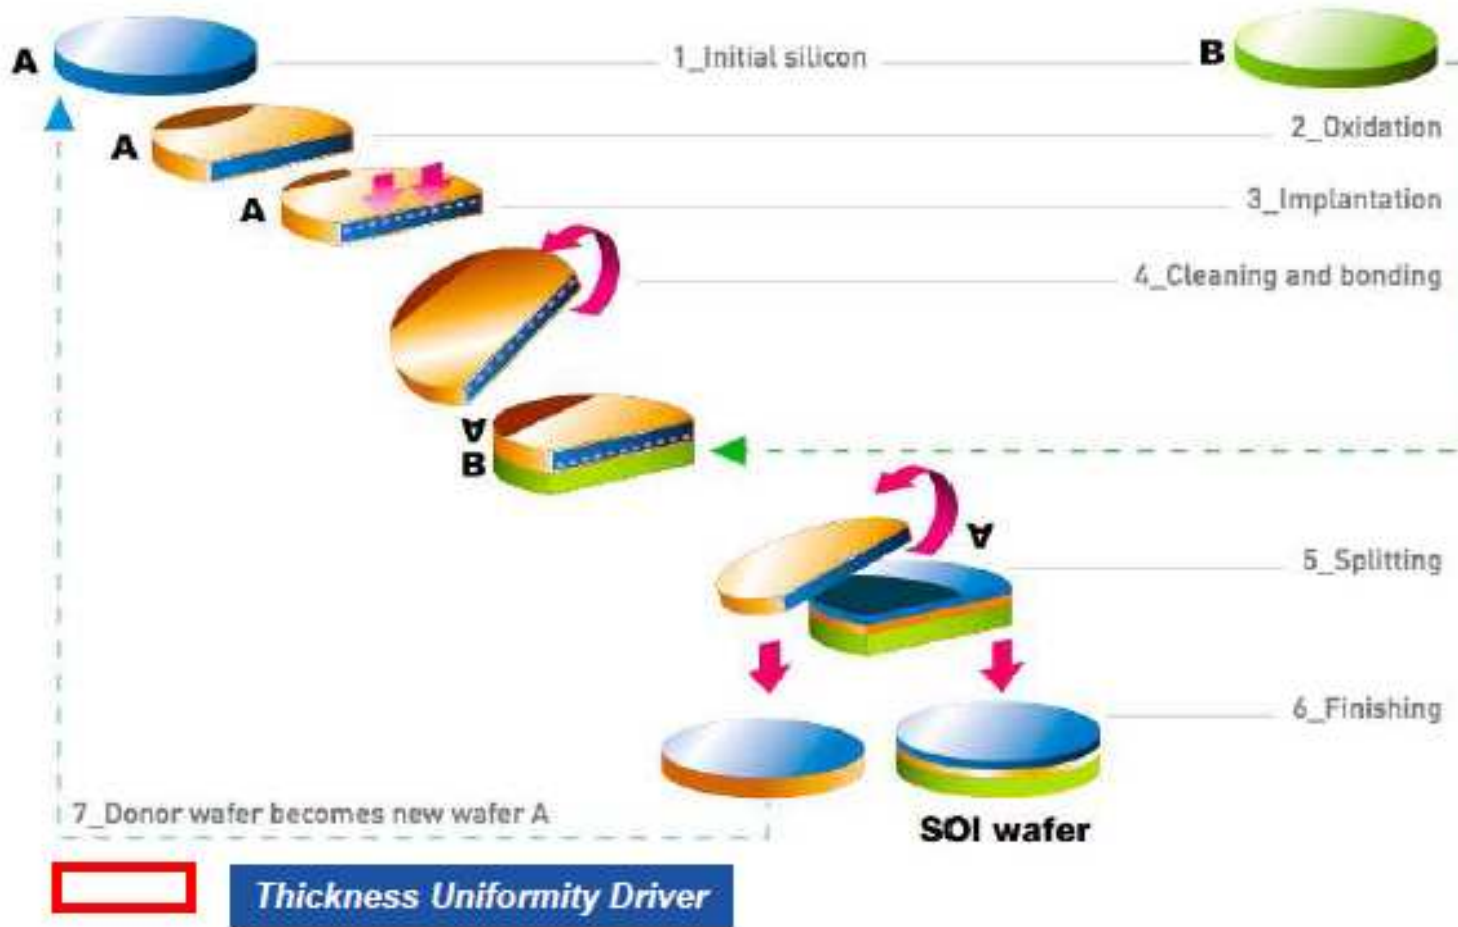 A
1_Initial silicon
B
2_Oxidation
A
3_Implantation
A
4_Cleaning and bonding
A
B
A
5_Splitting
6_Finishing
7_Donor wafer becomes new wafer A
SOI wafer
Thickness Uniformity Driver